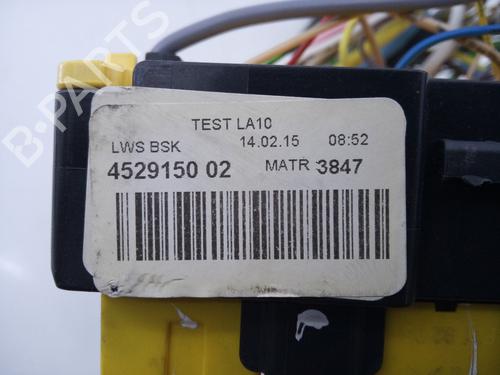 B-PARTS
TEST LA10
LWS BSK 14.02.15 08:52
4529150 02 MATR 3847